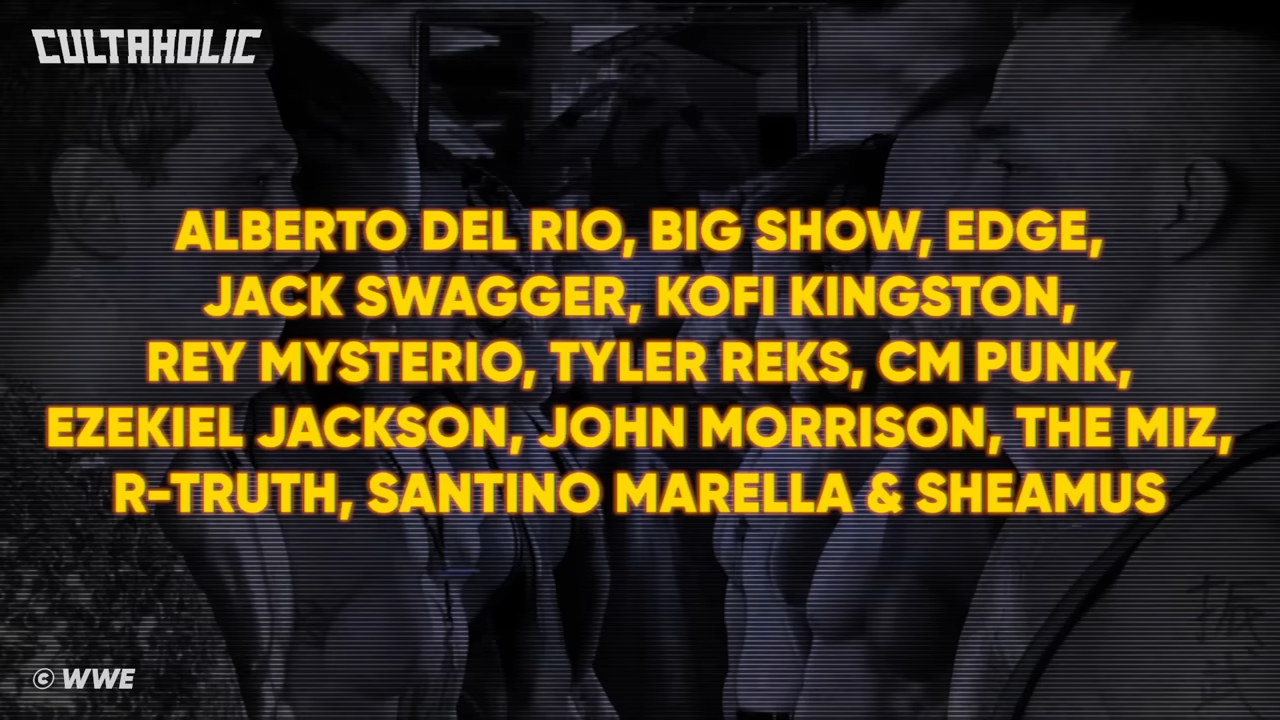 CULTAHOLIC
ALBERTO DEL RIO, BIG SHOW, EDGE,
JACK SWAGGER, KOFI KINGSTON,
REY MYSTERIO, TYLER REKS, CM PUNK,
EZEKIEL JACKSON, JOHN MORRISON, THE MIZ,
R-TRUTH, SANTINO MARELLA & SHEAMUS
© WWE